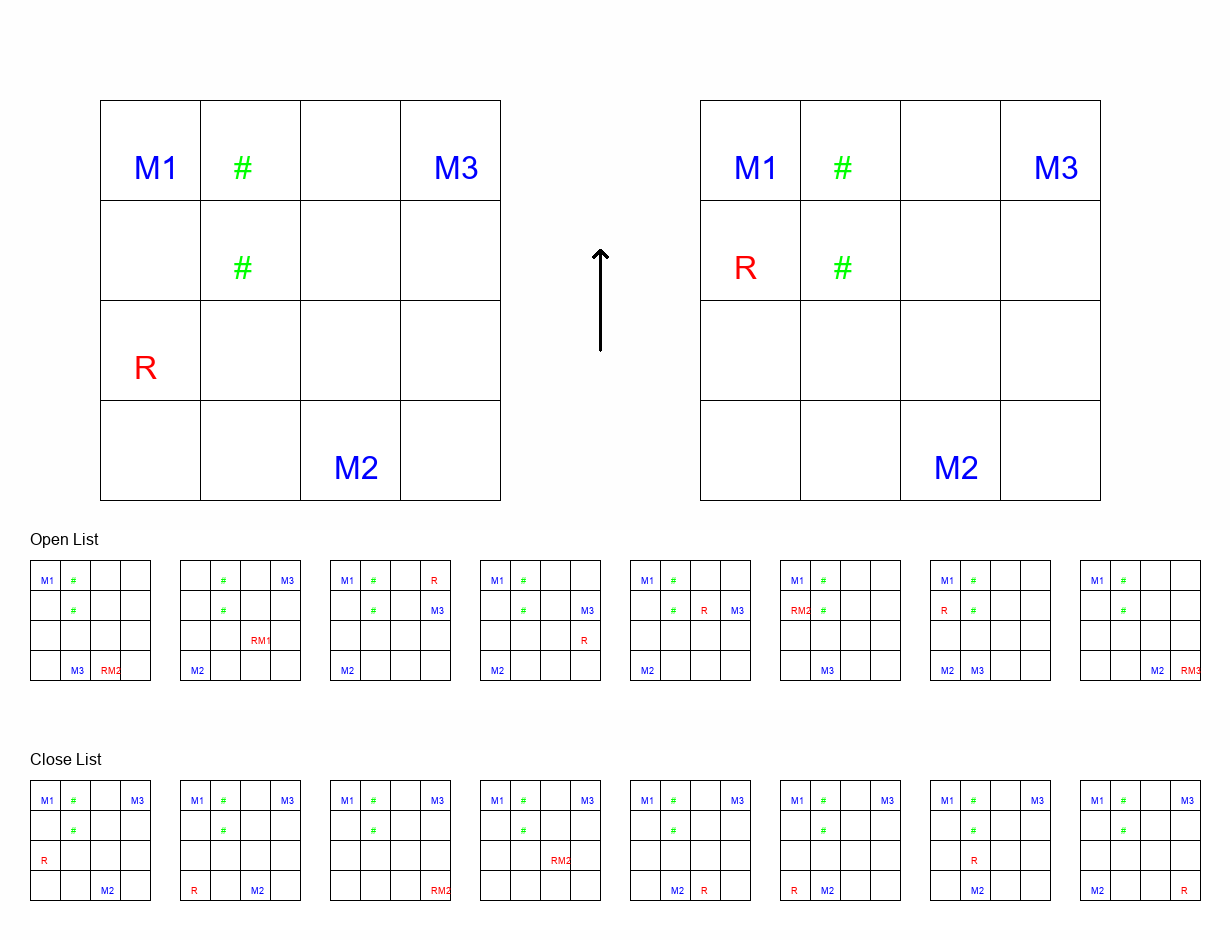 M1 # M3 M1 # M3
# R #
R
M2 M2
Open List
M1 # # M3 M1 # R M1 # M1 # M1 # M1 # M1 #
# # # M3 # M3 # R M3 RM2 # R # #
RM1 R
M3 RM2 M2 M2 M2 M2 M3 M2 M3 M2 RM3
Close List
M1 # M3 M1 # M3 M1 # M3 M1 # M3 M1 # M3 M1 # M3 M1 # M3 M1 # M3
# # # # # # # #
R RM2 R
M2 R M2 RM2 M2 R R M2 M2 M2 R